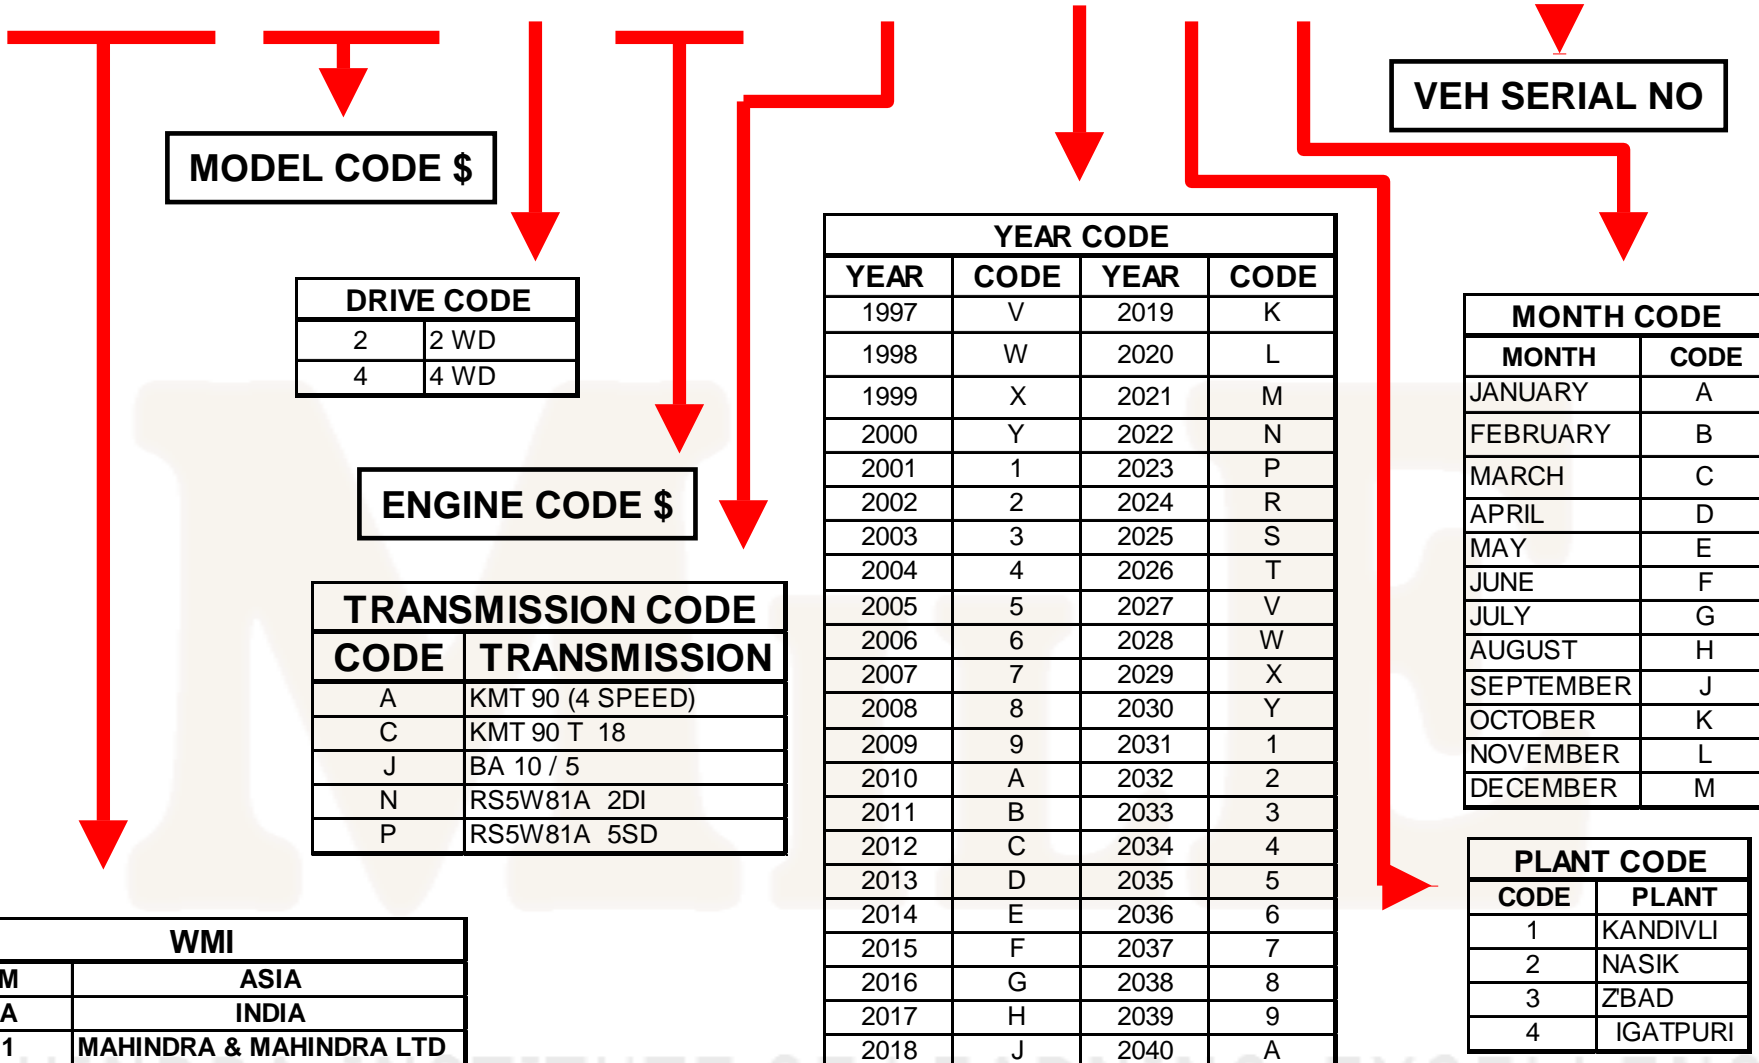 VEH SERIAL NO
MODEL CODE $
DRIVE CODE
2 2 WD
4 4 WD
ENGINE CODE $
TRANSMISSION CODE
CODE TRANSMISSION
A KMT 90 (4 SPEED)
C KMT 90 T 18
J BA 10 / 5
N RS5W81A 2DI
P RS5W81A 5SD
WMI
M ASIA
A INDIA
1 MAHINDRA & MAHINDRA LTD
YEAR CODE
YEAR CODE YEAR CODE
1997 V 2019 K
1998 W 2020 L
1999 X 2021 M
2000 Y 2022 N
2001 1 2023 P
2002 2 2024 R
2003 3 2025 S
2004 4 2026 T
2005 5 2027 V
2006 6 2028 W
2007 7 2029 X
2008 8 2030 Y
2009 9 2031 1
2010 A 2032 2
2011 B 2033 3
2012 C 2034 4
2013 D 2035 5
2014 E 2036 6
2015 F 2037 7
2016 G 2038 8
2017 H 2039 9
2018 J 2040 A
MONTH CODE
MONTH CODE
JANUARY A
FEBRUARY B
MARCH C
APRIL D
MAY E
JUNE F
JULY G
AUGUST H
SEPTEMBER J
OCTOBER K
NOVEMBER L
DECEMBER M
PLANT CODE
CODE PLANT
1 KANDIVLI
2 NASIK
3 Z'BAD
4 IGATPURI